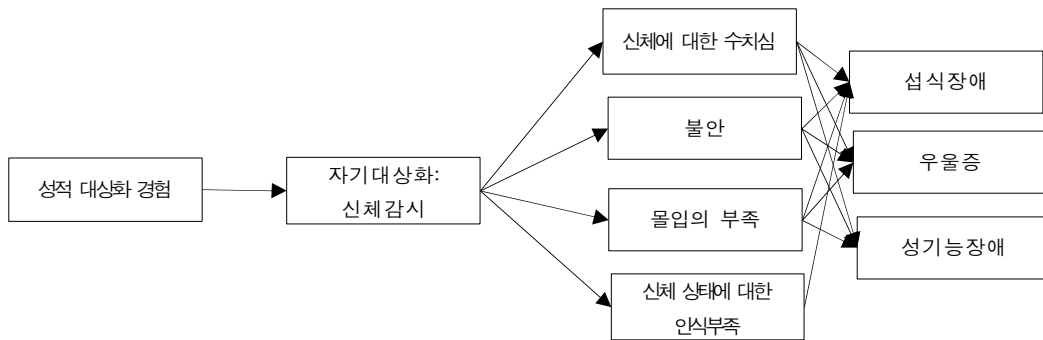 성적 대상화 경험
자기대상화:
신체감시
신체에 대한 수치심
불안
몰입의 부족
신체 상태에 대한
인식부족
섭식장애
우울증
성기능장애